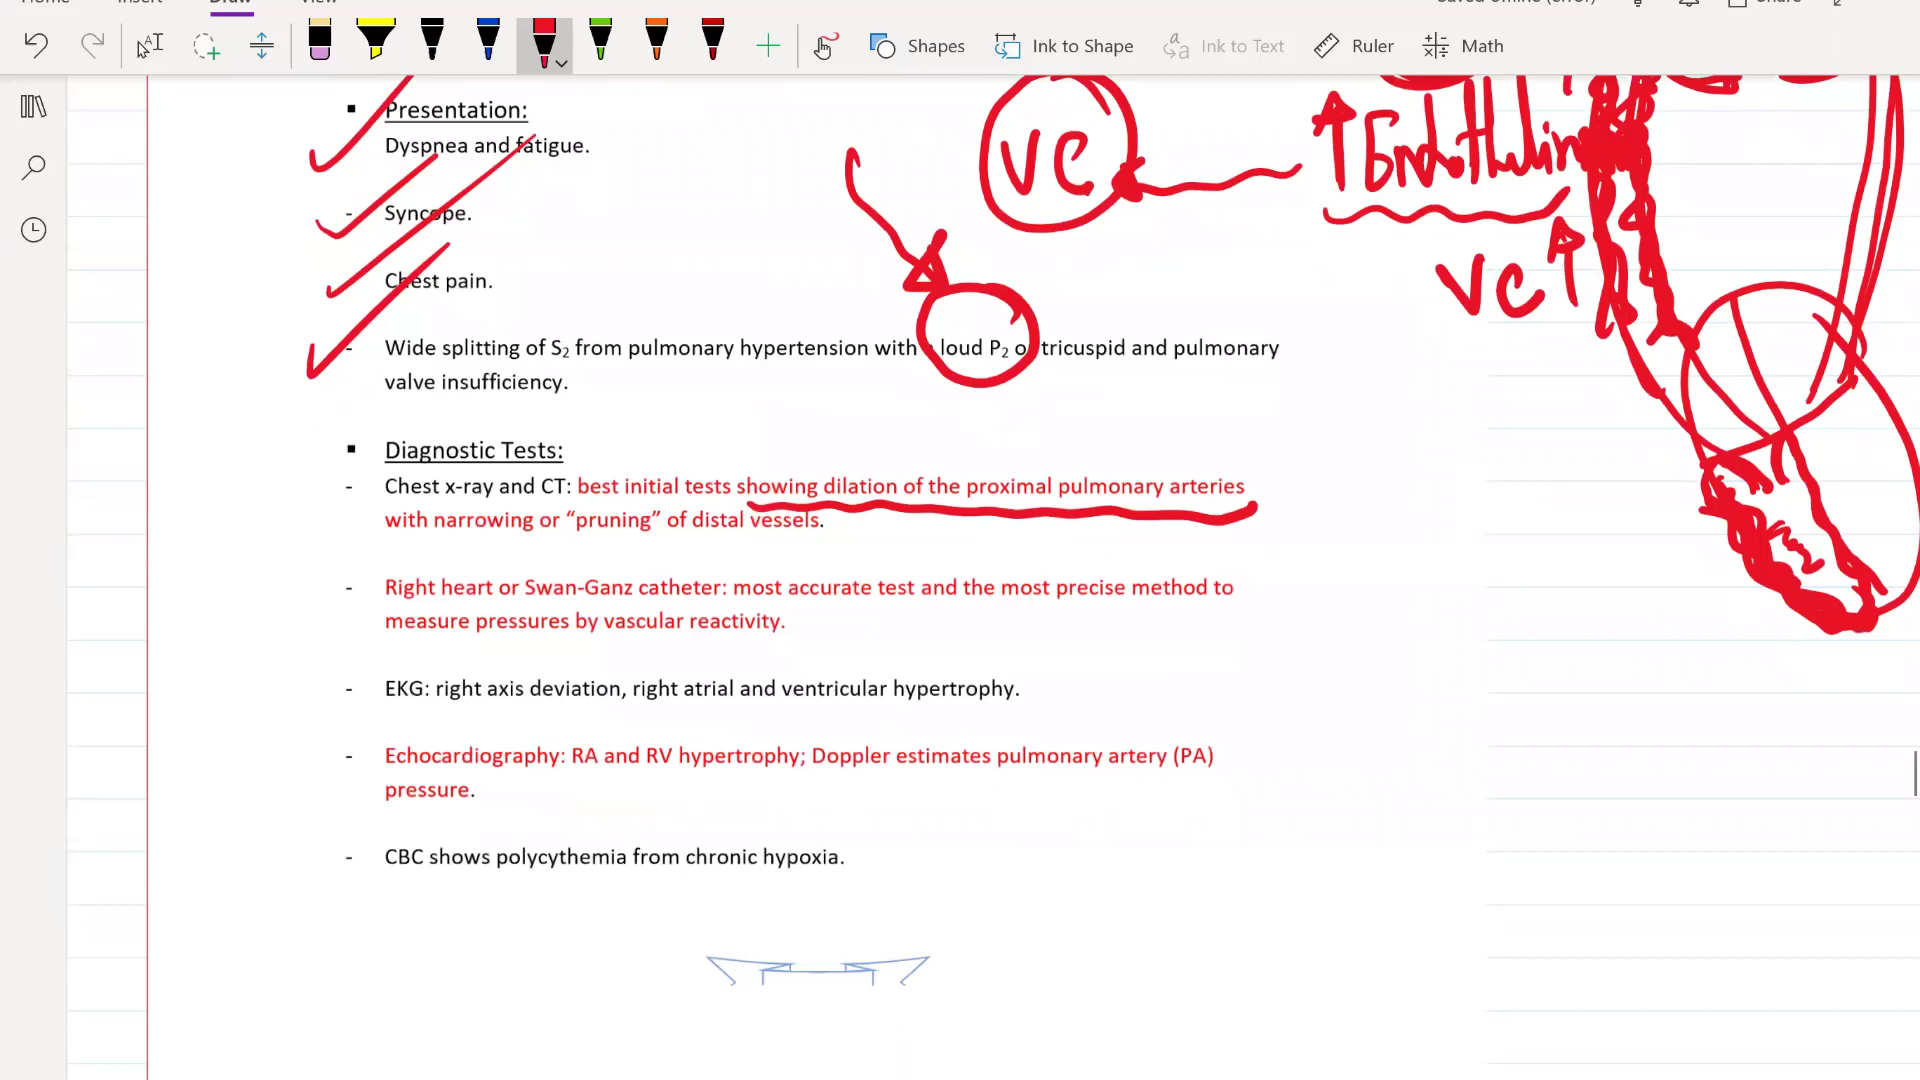 Home Insert Draw View
Shapes Ink to Shape Ink to Text Ruler Math
▪ Presentation:
Dyspnea and fatigue.
- Syncope.
Chest pain.
- Wide splitting of S₂ from pulmonary hypertension with loud P₂ or tricuspid and pulmonary
valve insufficiency.
▪ Diagnostic Tests:
- Chest x-ray and CT: best initial tests showing dilation of the proximal pulmonary arteries
with narrowing or “pruning” of distal vessels.
- Right heart or Swan-Ganz catheter: most accurate test and the most precise method to
measure pressures by vascular reactivity.
- EKG: right axis deviation, right atrial and ventricular hypertrophy.
- Echocardiography: RA and RV hypertrophy; Doppler estimates pulmonary artery (PA)
pressure.
- CBC shows polycythemia from chronic hypoxia.
VC
↑ Endothelin
VC ↑